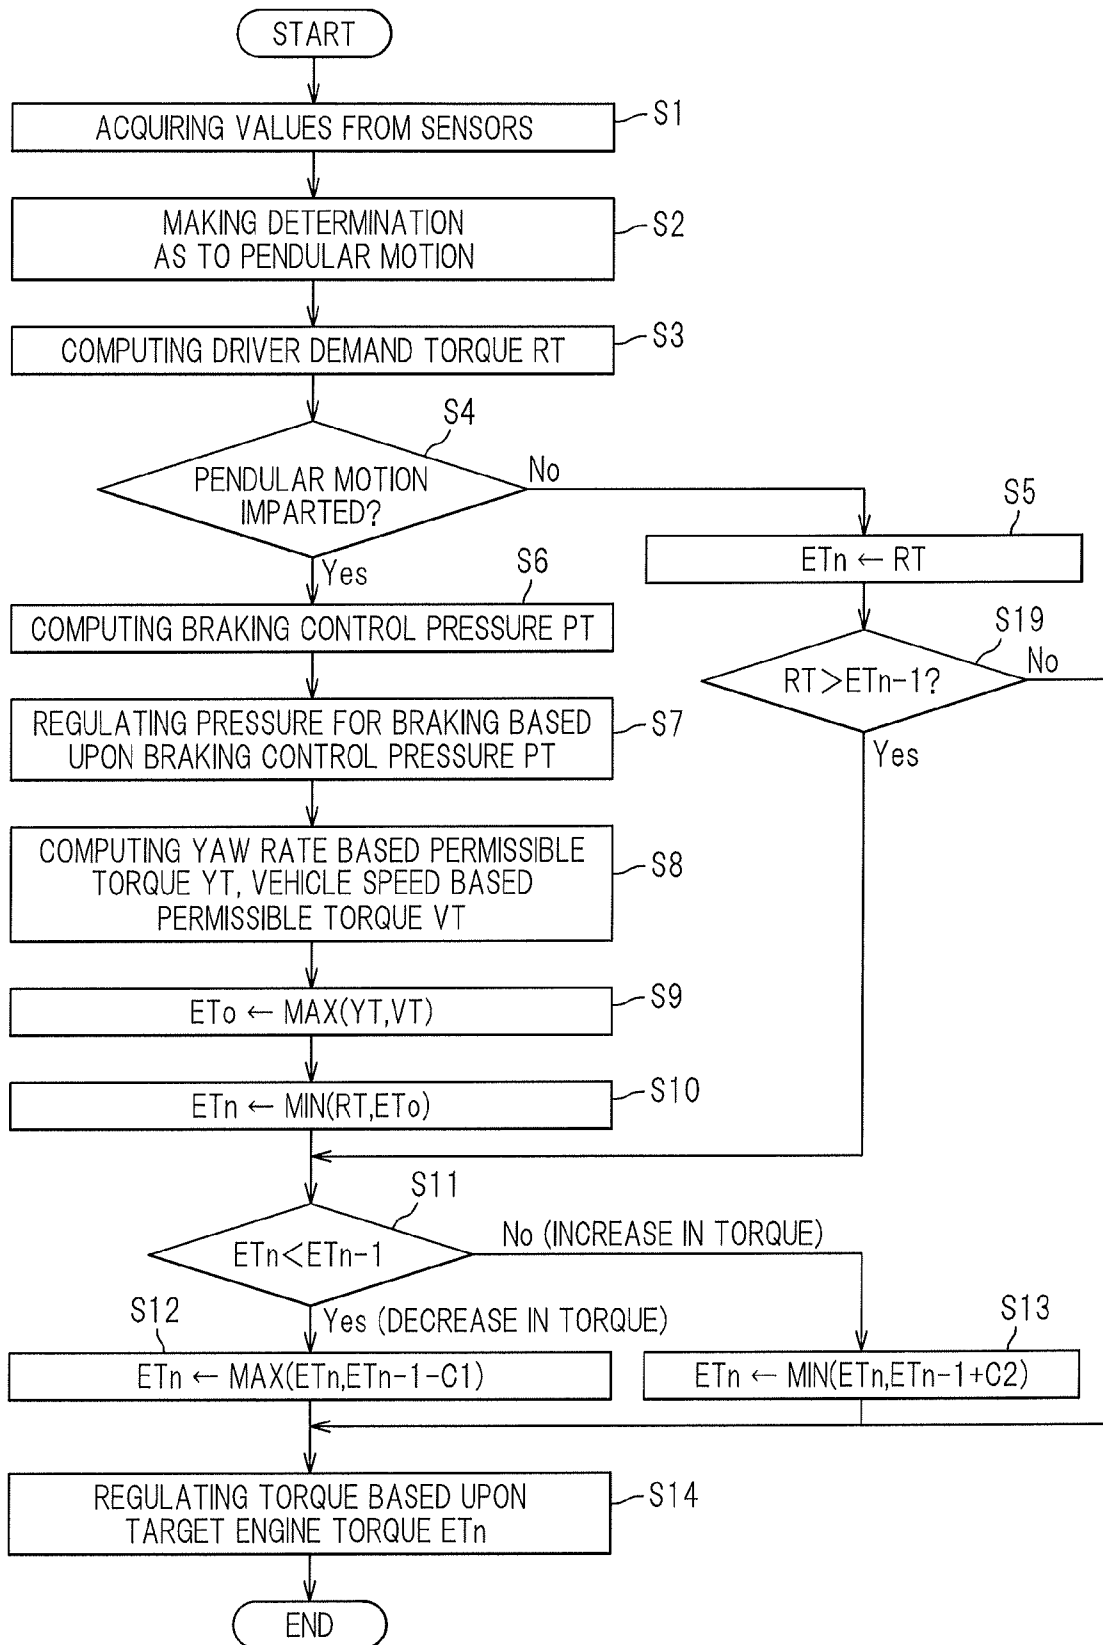 START
ACQUIRING VALUES FROM SENSORS
S1
MAKING DETERMINATION
AS TO PENDULAR MOTION
S2
COMPUTING DRIVER DEMAND TORQUE RT
S3
S4
PENDULAR MOTION
IMPARTED?
No
Yes
S5
ETn ← RT
S6
COMPUTING BRAKING CONTROL PRESSURE PT
S19
RT>ETn-1?
No
Yes
REGULATING PRESSURE FOR BRAKING BASED
UPON BRAKING CONTROL PRESSURE PT
S7
COMPUTING YAW RATE BASED PERMISSIBLE
TORQUE YT, VEHICLE SPEED BASED
PERMISSIBLE TORQUE VT
S8
ETo ← MAX(YT,VT)
S9
ETn ← MIN(RT,ETo)
S10
S11
ETn<ETn-1
No (INCREASE IN TORQUE)
Yes (DECREASE IN TORQUE)
S12
ETn ← MAX(ETn,ETn-1-C1)
S13
ETn ← MIN(ETn,ETn-1+C2)
REGULATING TORQUE BASED UPON
TARGET ENGINE TORQUE ETn
S14
END